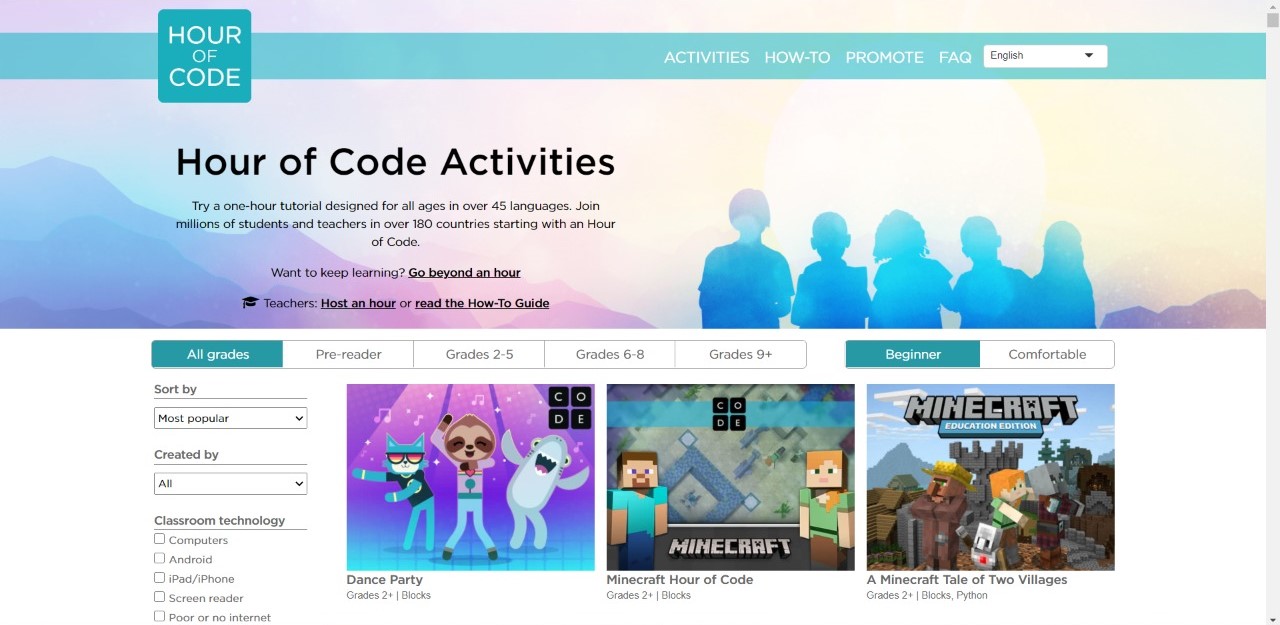 HOUR
OF
CODE
ACTIVITIES HOW-TO PROMOTE FAQ English
Hour of Code Activities
Try a one-hour tutorial designed for all ages in over 45 languages. Join
millions of students and teachers in over 180 countries starting with an Hour
of Code.
Want to keep learning? Go beyond an hour
Teachers: Host an hour or read the How-To Guide
All grades Pre-reader Grades 2-5 Grades 6-8 Grades 9+ Beginner Comfortable
Sort by
Most popular
Created by
All
Classroom technology
Computers
Android
iPad/iPhone
Screen reader
Poor or no internet
C O
D E
Dance Party
Grades 2+ | Blocks
C O
D E
MINECRAFT
Minecraft Hour of Code
Grades 2+ | Blocks
MINECRAFT
EDUCATION EDITION
A Minecraft Tale of Two Villages
Grades 2+ | Blocks, Python